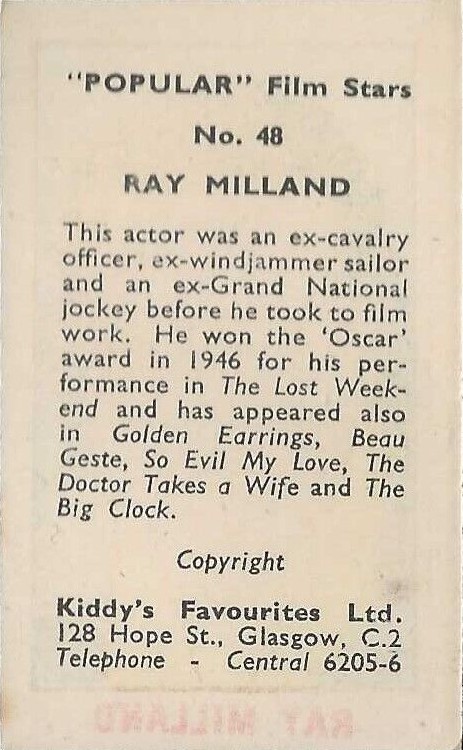 "POPULAR" Film Stars
No. 48
RAY MILLAND
This actor was an ex-cavalry
officer, ex-windjammer sailor
and an ex-Grand National
jockey before he took to film
work. He won the 'Oscar'
award in 1946 for his per-
formance in The Lost Week-
end and has appeared also
in Golden Earrings, Beau
Geste, So Evil My Love, The
Doctor Takes a Wife and The
Big Clock.
Copyright
Kiddy's Favourites Ltd.
128 Hope St., Glasgow, C.2
Telephone - Central 6205-6
RAY MILLAND